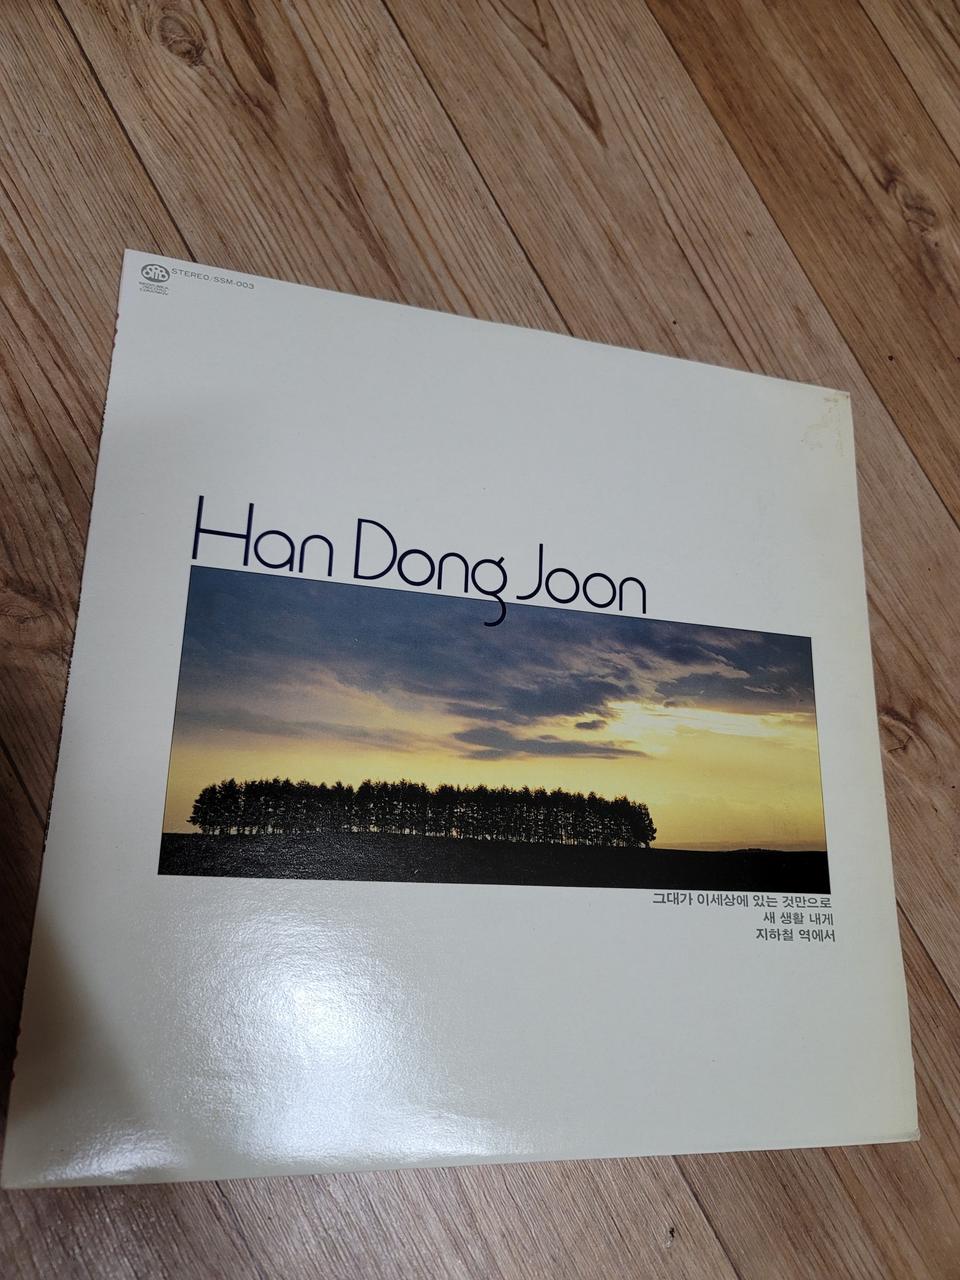 STEREO/SSM-003
Han Dong Joon
그대가 이세상에 있는 것만으로
새 생활 내게
지하철 역에서